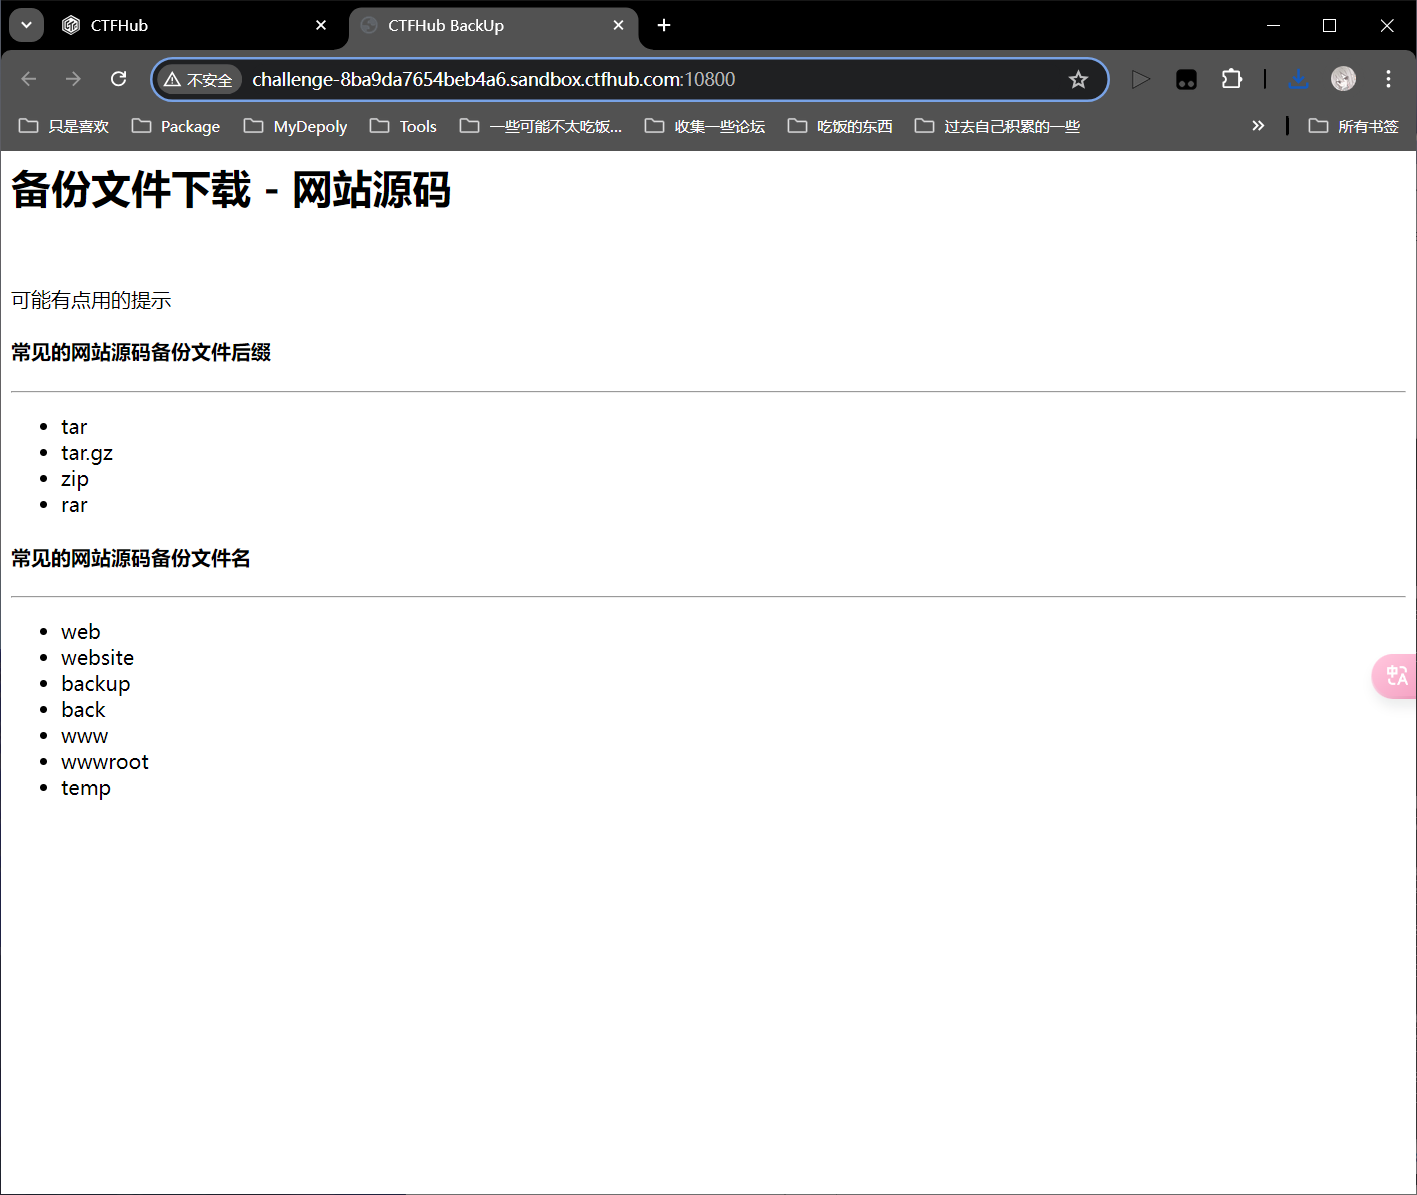 CTFHub
CTFHub BackUp
不安全
challenge-8ba9da7654beb4a6.sandbox.ctfhub.com:10800
只是喜欢
Package
MyDepoly
Tools
一些可能不太吃饭...
收集一些论坛
吃饭的东西
过去自己积累的一些
所有书签
备份文件下载 - 网站源码
可能有点用的提示
常见的网站源码备份文件后缀
tar
tar.gz
zip
rar
常见的网站源码备份文件名
web
website
backup
back
www
wwwroot
temp
中
A